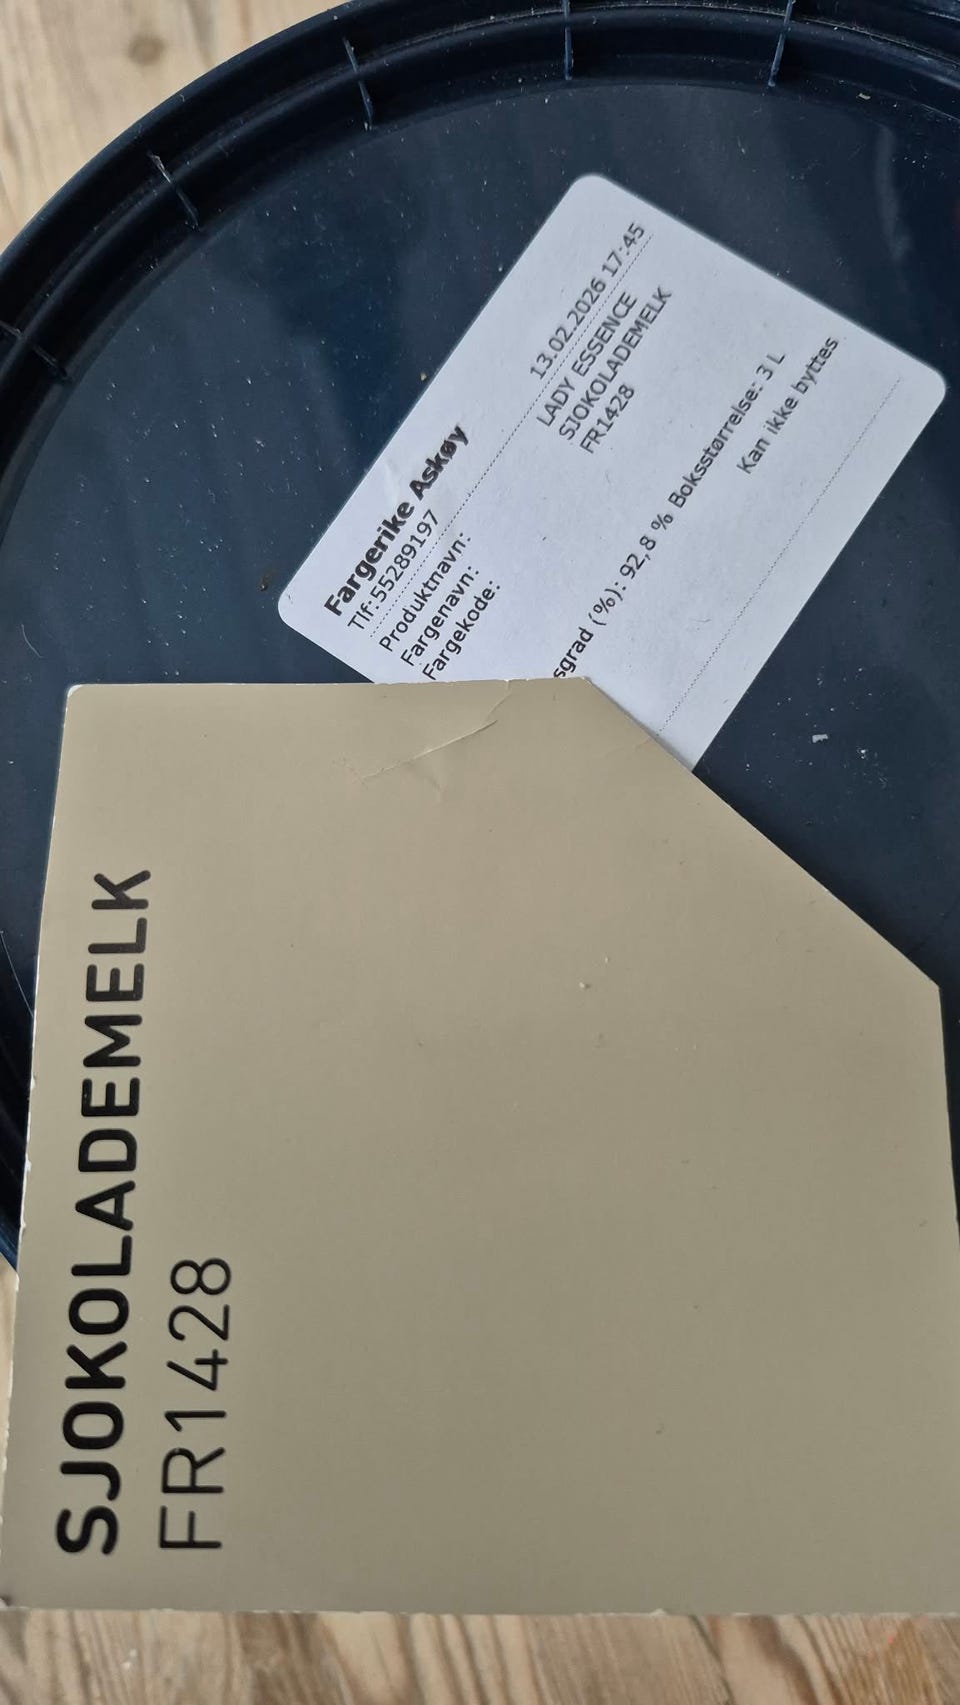 Fargerike Askøy
Tlf:55289197 13.02.2026 17:45
Produktnavn: LADY ESSENCE
Fargenavn: SJOKOLADEMELK
Fargekode: FR1428
92,8 % Boksstørrelse: 3 L
Kan ikke byttes
SJOKOLADEMELK
FR1428